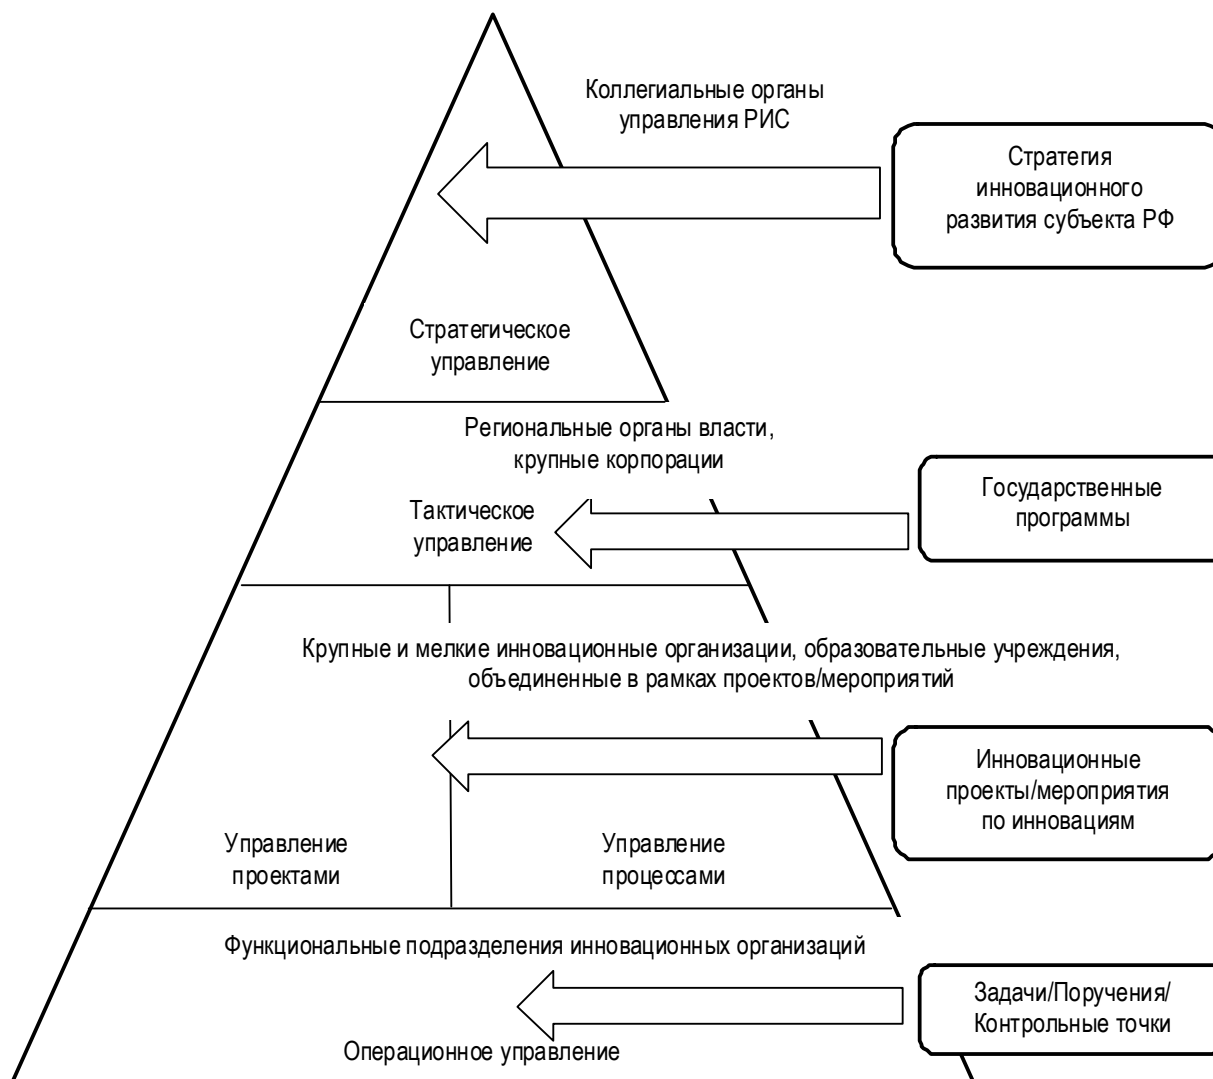 Коллегиальные органы
управления РИС
Стратегия
инновационного
развития субъекта РФ
Стратегическое
управление
Региональные органы власти,
крупные корпорации
Государственные
программы
Тактическое
управление
Крупные и мелкие инновационные организации, образовательные учреждения,
объединенные в рамках проектов/мероприятий
Инновационные
проекты/мероприятия
по инновациям
Управление
проектами
Управление
процессами
Функциональные подразделения инновационных организаций
Задачи/Поручения/
Контрольные точки
Операционное управление